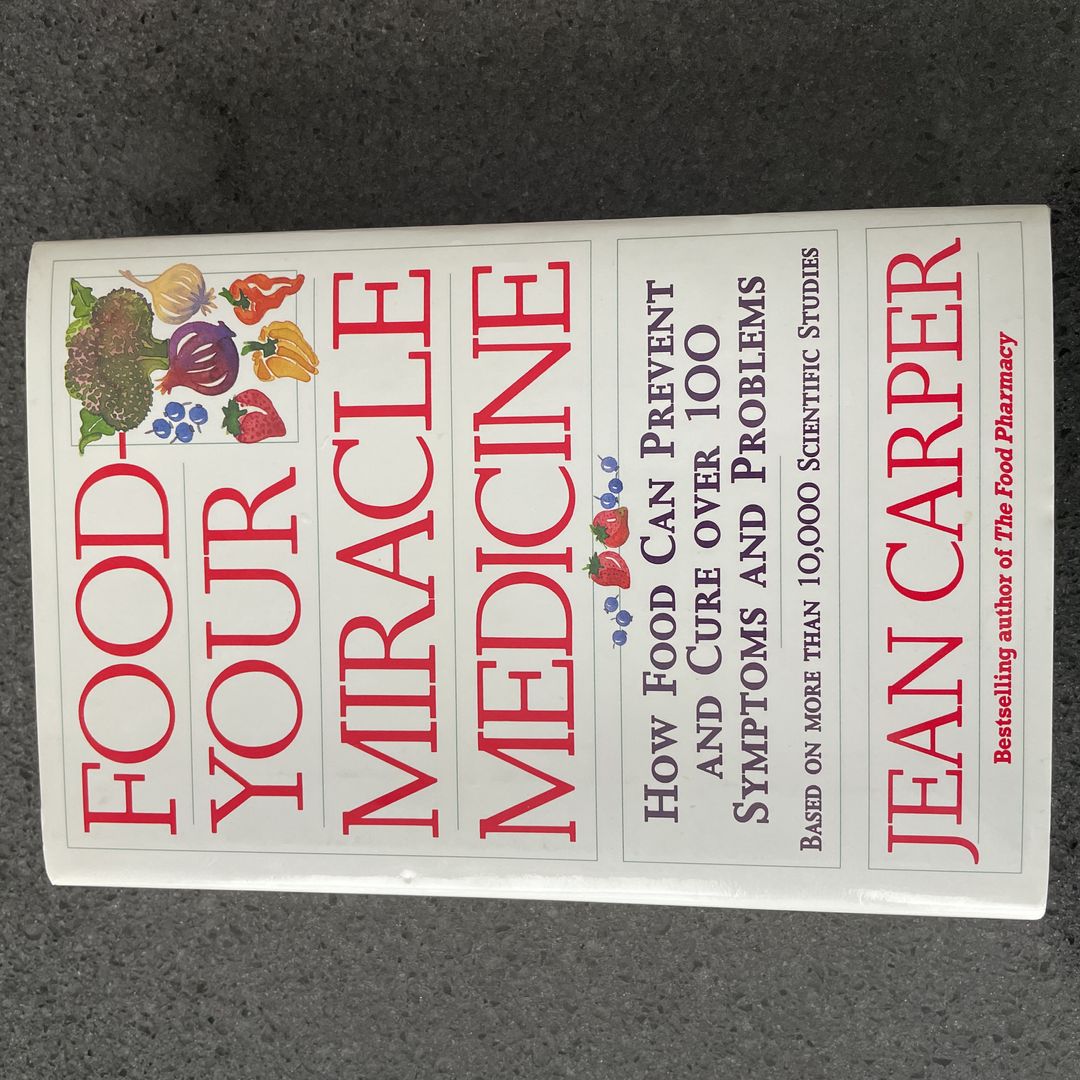 FOOD–
YOUR
MIRACLE
MEDICINE
HOW FOOD CAN PREVENT
AND CURE OVER 100
SYMPTOMS AND PROBLEMS
BASED ON MORE THAN 10,000 SCIENTIFIC STUDIES
JEAN CARPER
Bestselling author of The Food Pharmacy